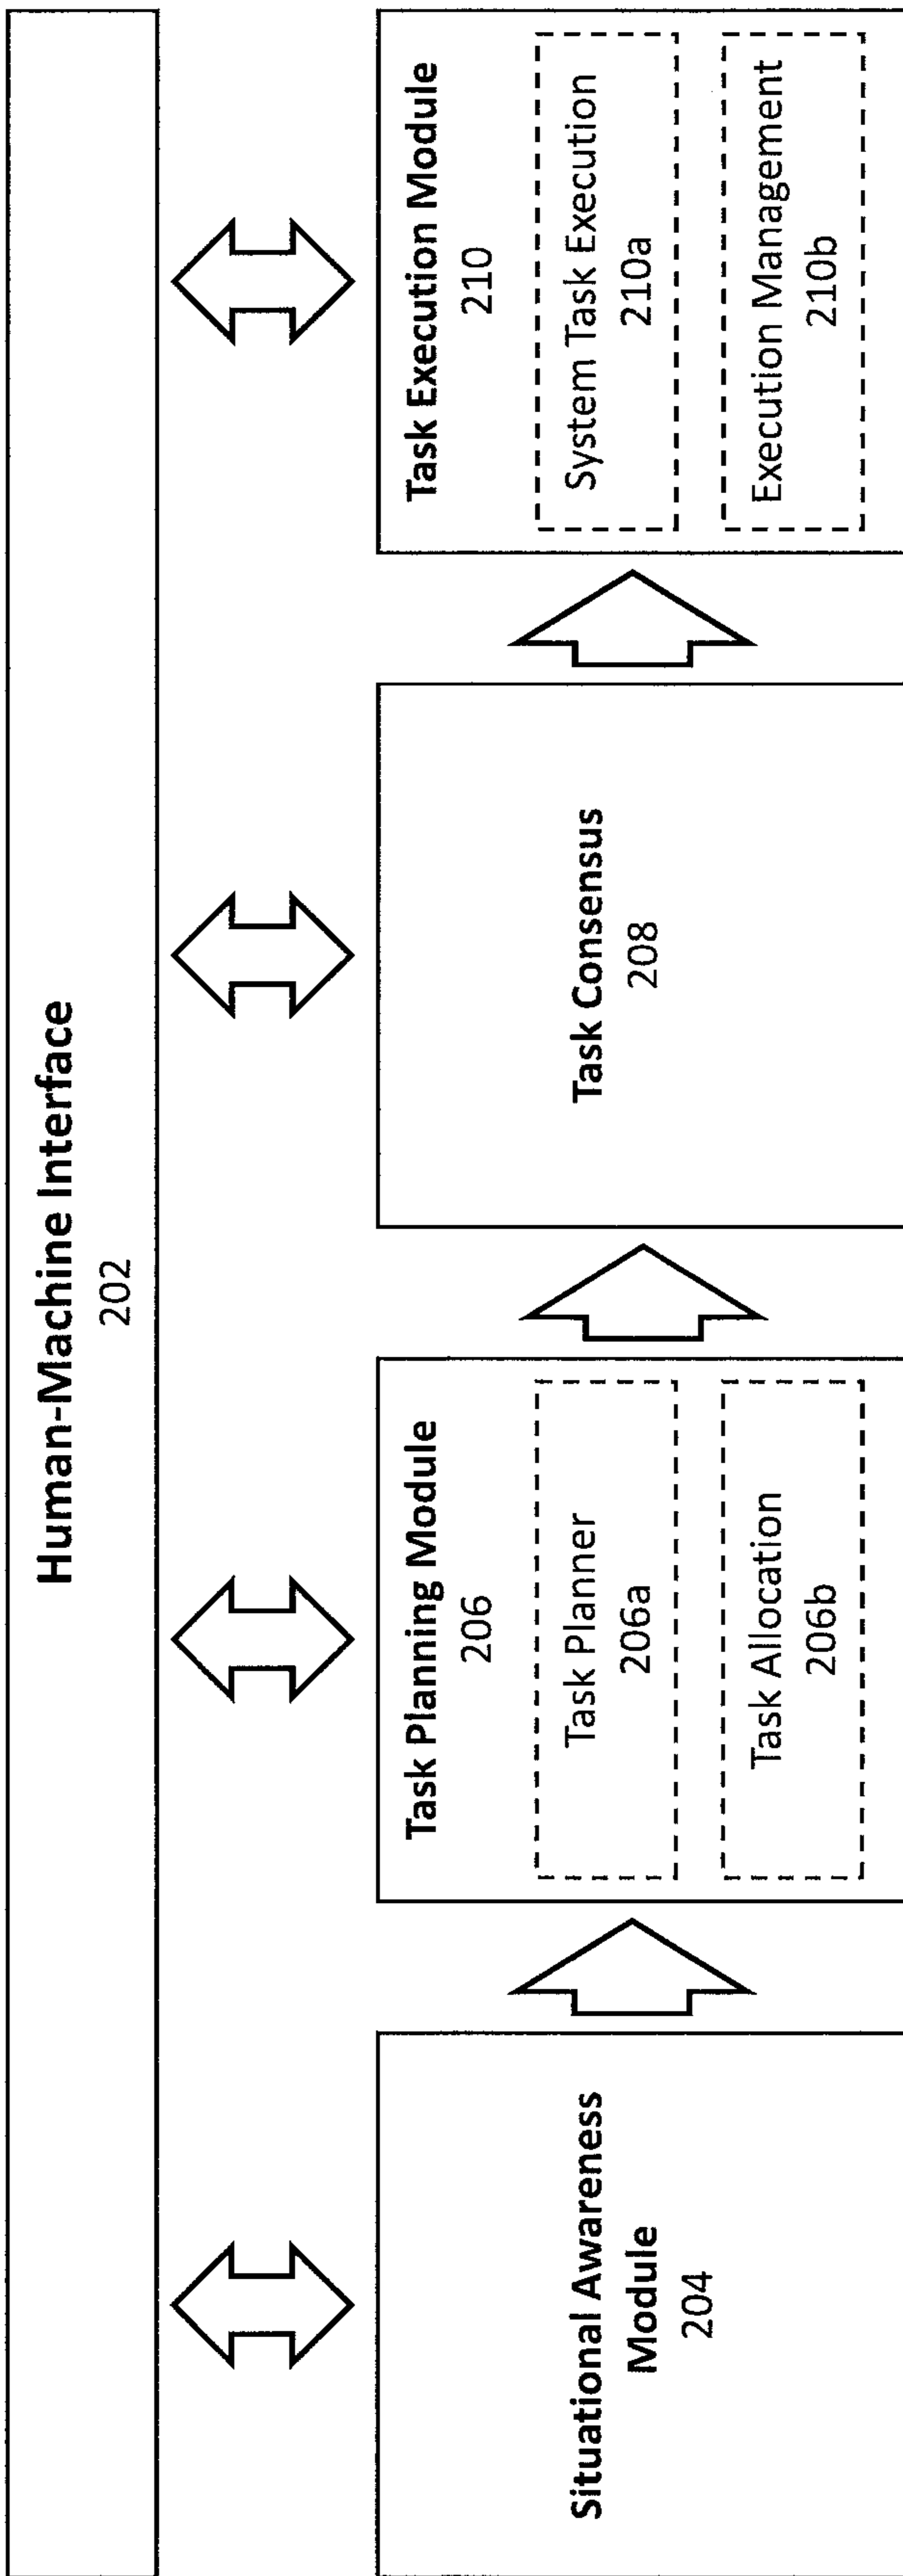 Human-Machine Interface
202
Situational Awareness
Module
204
Task Planning Module
206
Task Planner
206a
Task Allocation
206b
Task Consensus
208
Task Execution Module
210
System Task Execution
210a
Execution Management
210b